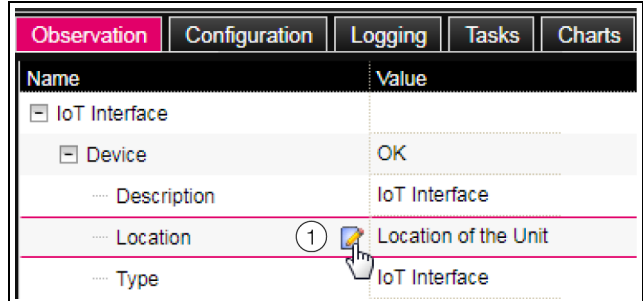 Observation Configuration Logging Tasks Charts
Name Value
IoT Interface
Device OK
Description IoT Interface
Location 1 Location of the Unit
Type IoT Interface